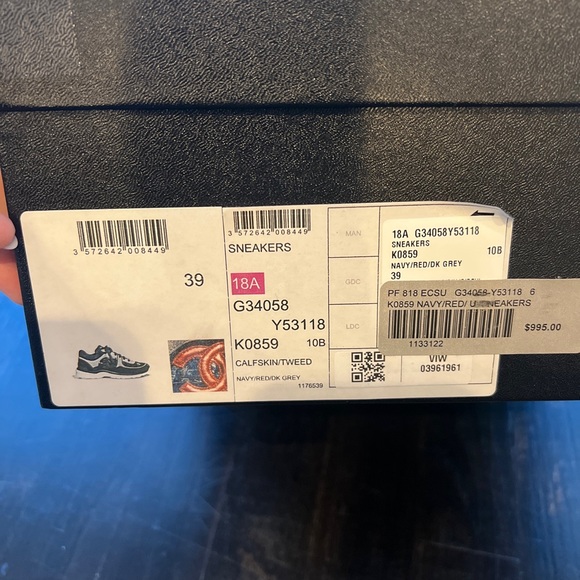 3 572642 008449
39
3 572642 008449
SNEAKERS
18A
G34058
Y53118
K0859 10B
CALFSKIN/TWEED
NAVY/RED/DK GREY
1176539
MAN
GDC
LDC
18A G34058Y53118
SNEAKERS
K0859 10B
NAVY/RED/DK GREY
39
PF 818 ECSU G34058-Y53118 6
K0859 NAVY/RED/
$995.00
1133122
VIW
03961961